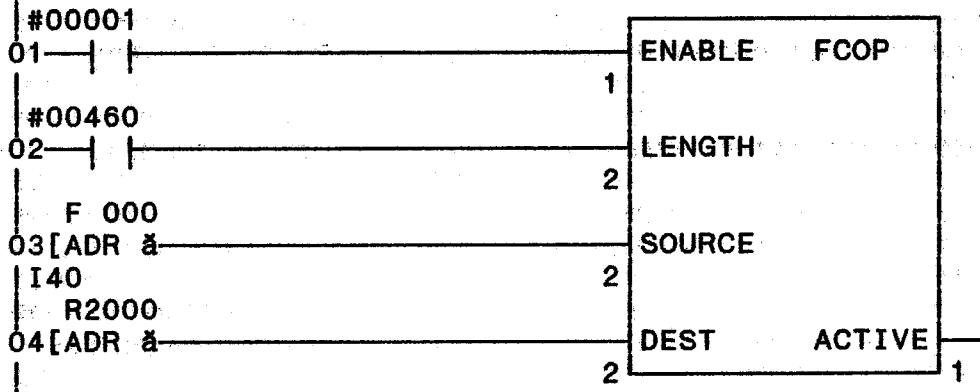 #00001
01 ENABLE FCOP
1
#00460
02 LENGTH
2
F 000
03[ADR ă SOURCE
I40 2
R2000
04[ADR ă DEST ACTIVE
2 1